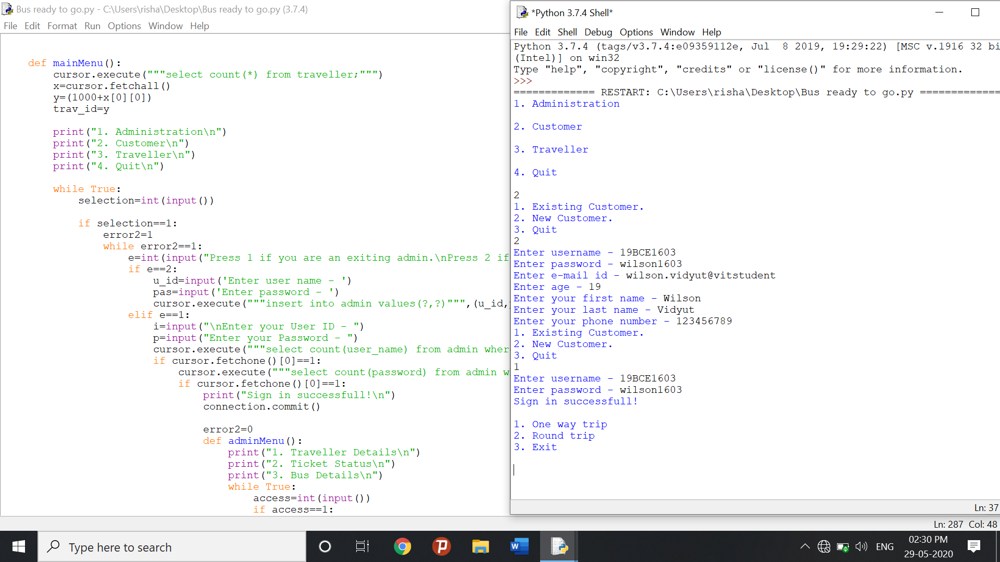 Bus ready to go.py - C:\Users\risha\Desktop\Bus ready to go.py (3.7.4)
File Edit Format Run Options Window Help
def mainMenu():
cursor.execute("""select count(*) from traveller;""")
x=cursor.fetchall()
y=(1000+x[0][0])
trav_id=y
print("1. Administration\n")
print("2. Customer\n")
print("3. Traveller\n")
print("4. Quit\n")
while True:
selection=int(input())
if selection==1:
error2=1
while error2==1:
e=int(input("Press 1 if you are an exiting admin.\nPress 2 if
if e==2:
u_id=input('Enter user name - ')
pas=input('Enter password - ')
cursor.execute("""insert into admin values(?,?)""",(u_id,
elif e==1:
i=input("\nEnter your User ID - ")
p=input("Enter your Password - ")
cursor.execute("""select count(user_name) from admin wher
if cursor.fetchone()[0]==1:
cursor.execute("""select count(password) from admin w
if cursor.fetchone()[0]==1:
print("Sign in successfull!\n")
connection.commit()
error2=0
def adminMenu():
print("1. Traveller Details\n")
print("2. Ticket Status\n")
print("3. Bus Details\n")
while True:
access=int(input())
if access==1:
*Python 3.7.4 Shell*
File Edit Shell Debug Options Window Help
Python 3.7.4 (tags/v3.7.4:e09359112e, Jul  8 2019, 19:29:22) [MSC v.1916 32 bi
(Intel)] on win32
Type "help", "copyright", "credits" or "license()" for more information.
>>>
============= RESTART: C:\Users\risha\Desktop\Bus ready to go.py =============
1. Administration
2. Customer
3. Traveller
4. Quit
2
1. Existing Customer.
2. New Customer.
3. Quit
2
Enter username - 19BCE1603
Enter password - wilson1603
Enter e-mail id - wilson.vidyut@vitstudent
Enter age - 19
Enter your first name - Wilson
Enter your last name - Vidyut
Enter your phone number - 123456789
1. Existing Customer.
2. New Customer.
3. Quit
1
Enter username - 19BCE1603
Enter password - wilson1603
Sign in successfull!
1. One way trip
2. Round trip
3. Exit
Ln: 37
Ln: 287 Col: 48
Type here to search
ENG
02:30 PM
29-05-2020